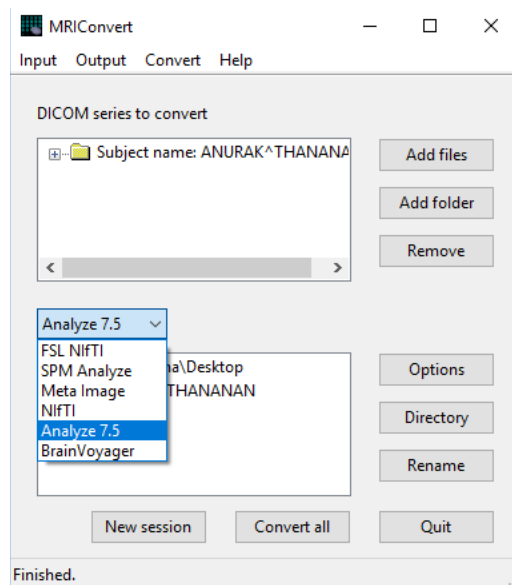 MRIConvert
Input Output Convert Help
DICOM series to convert
Subject name: ANURAK^THANANA
Add files
Add folder
Remove
Analyze 7.5
FSL NIfTI
SPM Analyze
Meta Image
NIfTI
Analyze 7.5
BrainVoyager
\Desktop
THANANAN
Options
Directory
Rename
New session Convert all Quit
Finished.